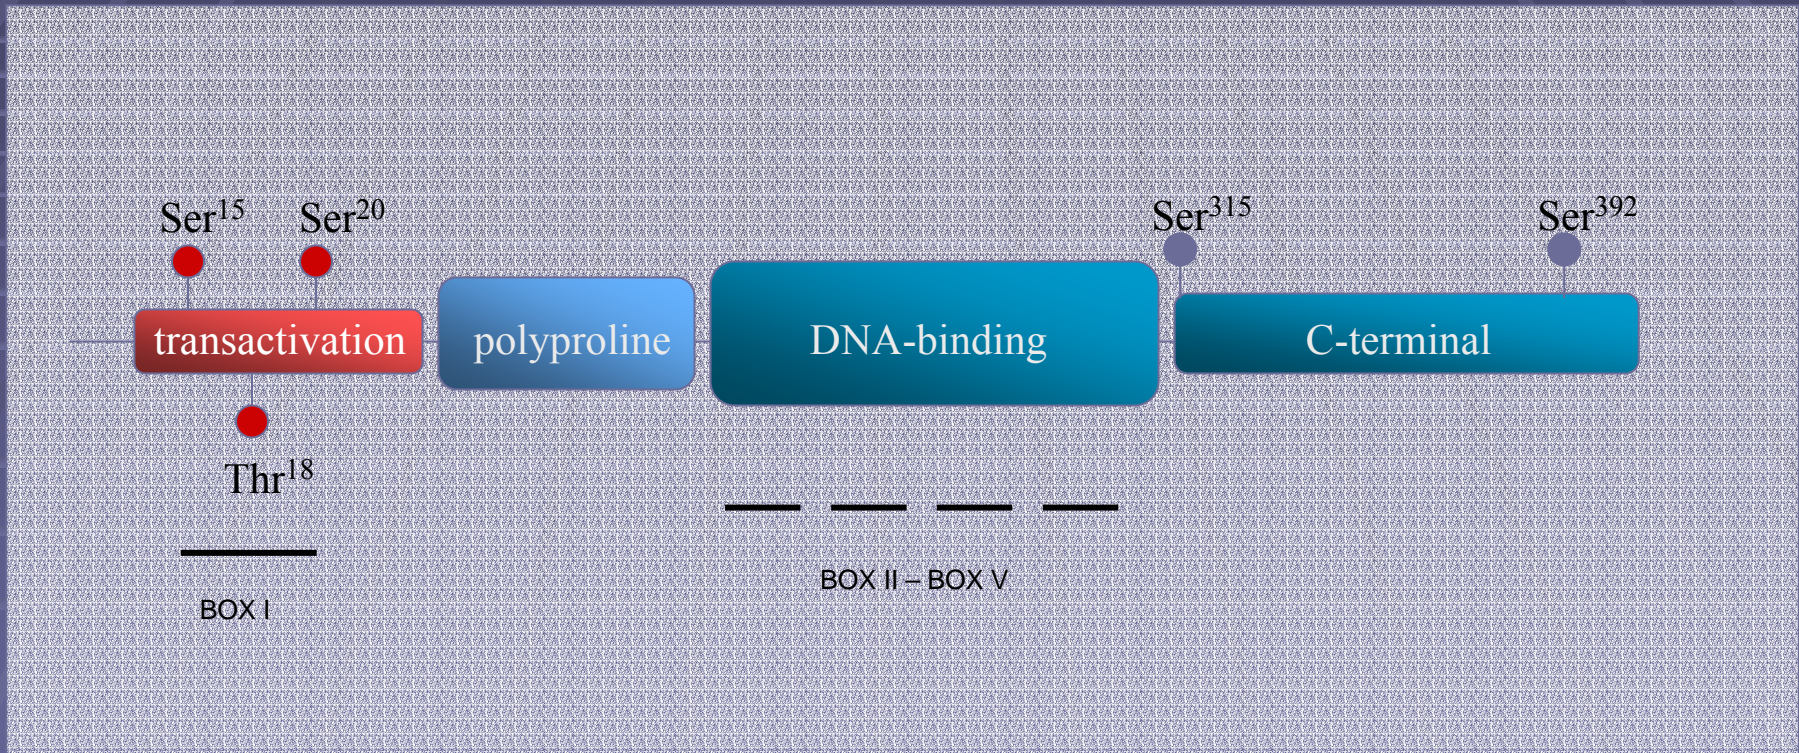 Ser15 Ser20 Ser315 Ser392
transactivation polyproline DNA-binding C-terminal
Thr18
BOX II – BOX V
BOX I